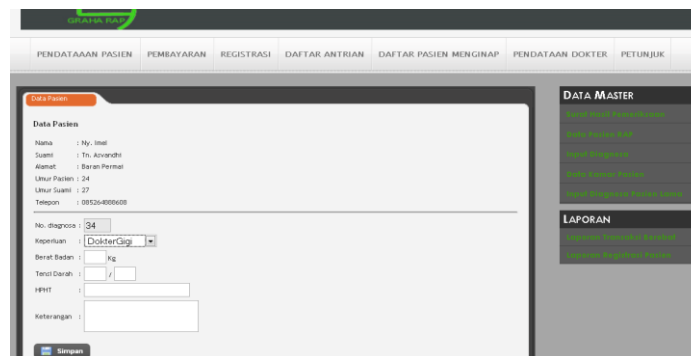 GRAHA RAP
PENDATAAAN PASIEN PEMBAYARAN REGISTRASI DAFTAR ANTRIAN DAFTAR PASIEN MENGINAP PENDATAAN DOKTER PETUNJUK
Data Pasien
Data Pasien
Nama : Ny. Imel
Suami : Tn. Azvandhi
Alamat : Baran Permai
Umur Pasien : 24
Umur Suami : 27
Telepon : 085264888608
No. diagnosa : 34
Keperluan : DokterGigi
Berat Badan : Kg
Tensi Darah : /
HPHT :
Keterangan :
Simpan
DATA MASTER
Surat Hasil Pemeriksaan
Data Pasien RAP
Input Diagnosa
Data Kamar Pasien
Input Diagnosa Pasien Lama
LAPORAN
Laporan Transaksi Berobat
Laporan Registrasi Pasien